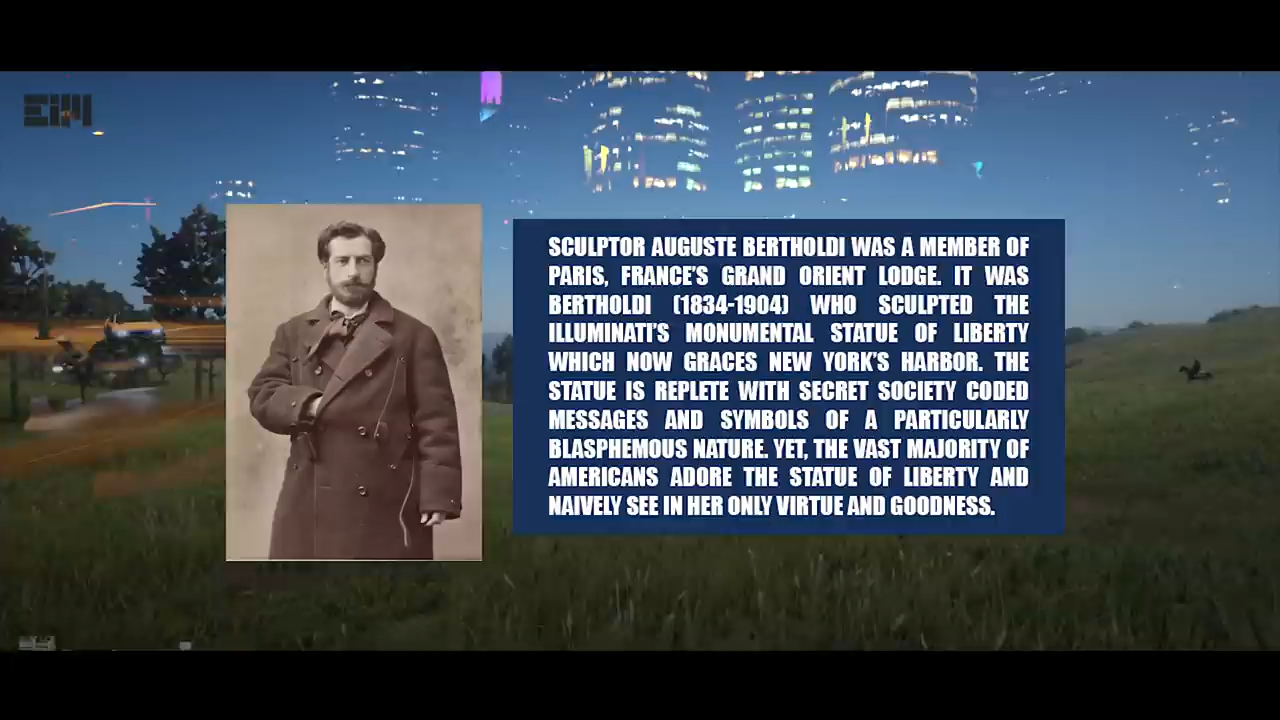 EIM
SCULPTOR AUGUSTE BERTHOLDI WAS A MEMBER OF
PARIS, FRANCE'S GRAND ORIENT LODGE. IT WAS
BERTHOLDI (1834-1904) WHO SCULPTED THE
ILLUMINATI'S MONUMENTAL STATUE OF LIBERTY
WHICH NOW GRACES NEW YORK'S HARBOR. THE
STATUE IS REPLETE WITH SECRET SOCIETY CODED
MESSAGES AND SYMBOLS OF A PARTICULARLY
BLASPHEMOUS NATURE. YET, THE VAST MAJORITY OF
AMERICANS ADORE THE STATUE OF LIBERTY AND
NAIVELY SEE IN HER ONLY VIRTUE AND GOODNESS.